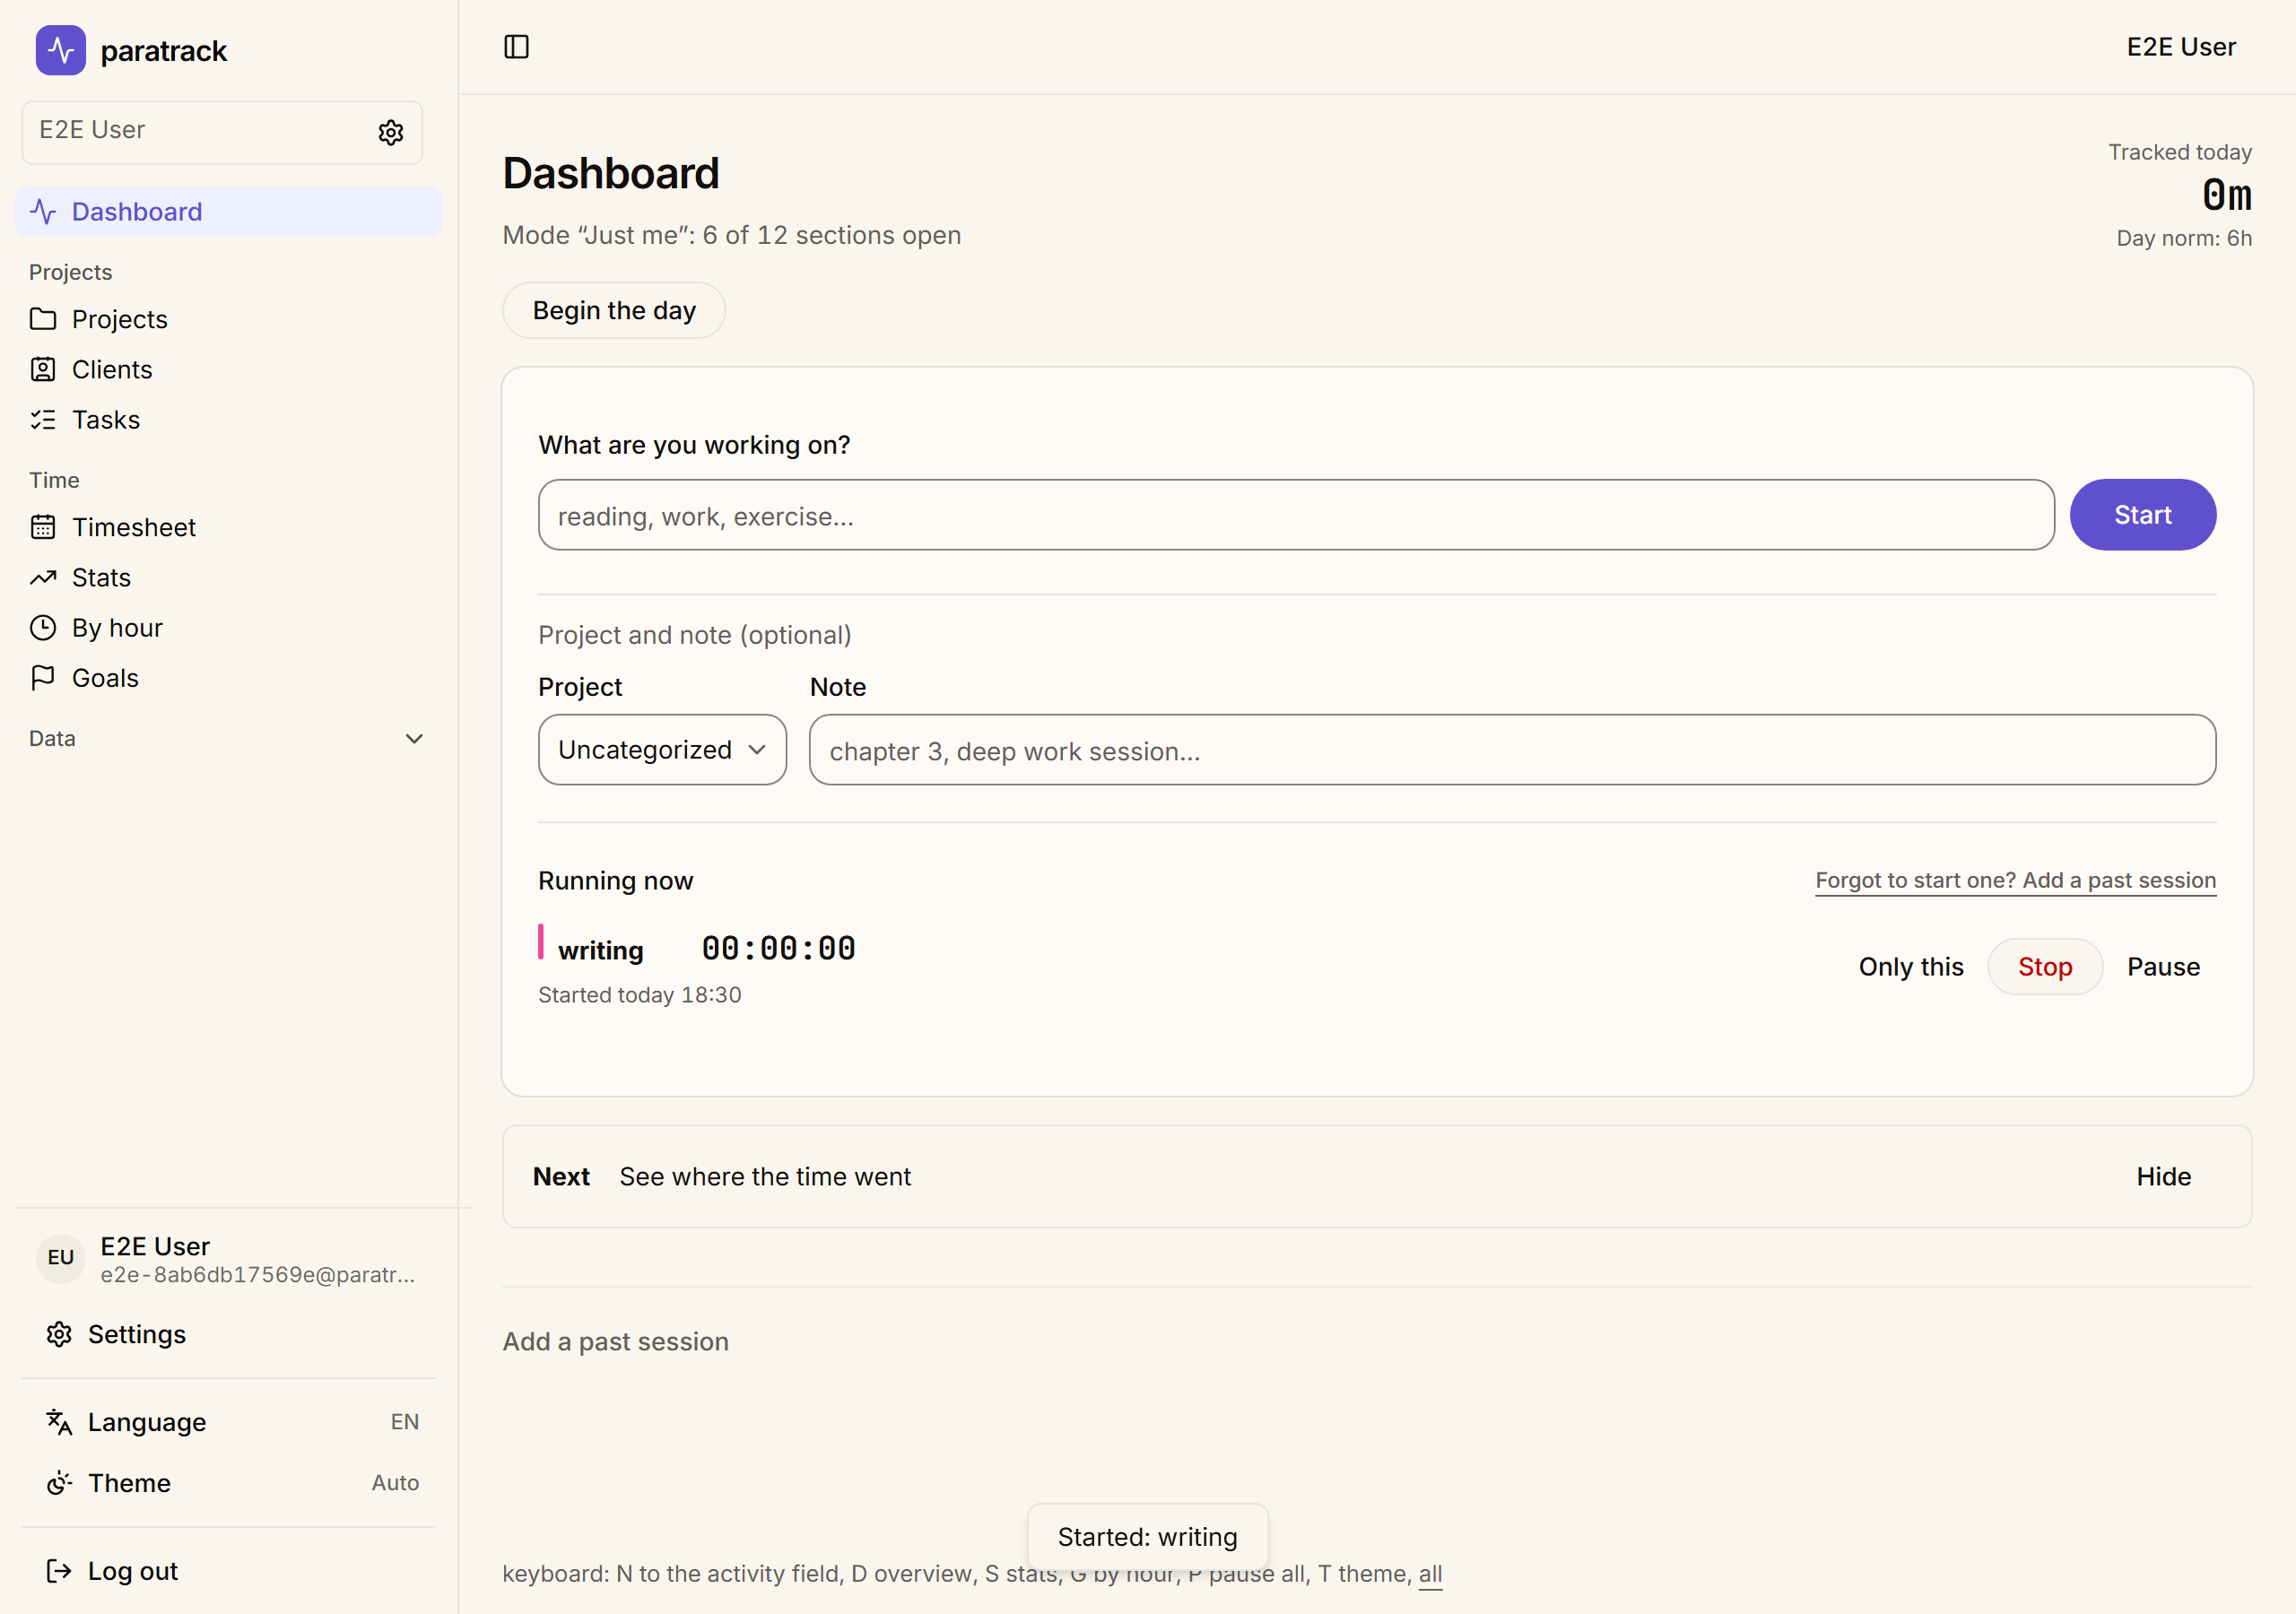 paratrack
E2E User
Dashboard
Projects
Projects
Clients
Tasks
Time
Timesheet
Stats
By hour
Goals
Data
EU
E2E User
e2e-8ab6db17569e@paratr...
Settings
Language EN
Theme Auto
Log out
E2E User
Dashboard
Mode “Just me”: 6 of 12 sections open
Tracked today
0m
Day norm: 6h
Begin the day
What are you working on?
reading, work, exercise...
Start
Project and note (optional)
Project Note
Uncategorized chapter 3, deep work session...
Running now Forgot to start one? Add a past session
writing 00:00:00
Started today 18:30
Only this Stop Pause
Next See where the time went Hide
Add a past session
Started: writing
keyboard: N to the activity field, D overview, S stats, G by hour, P pause all, T theme, all